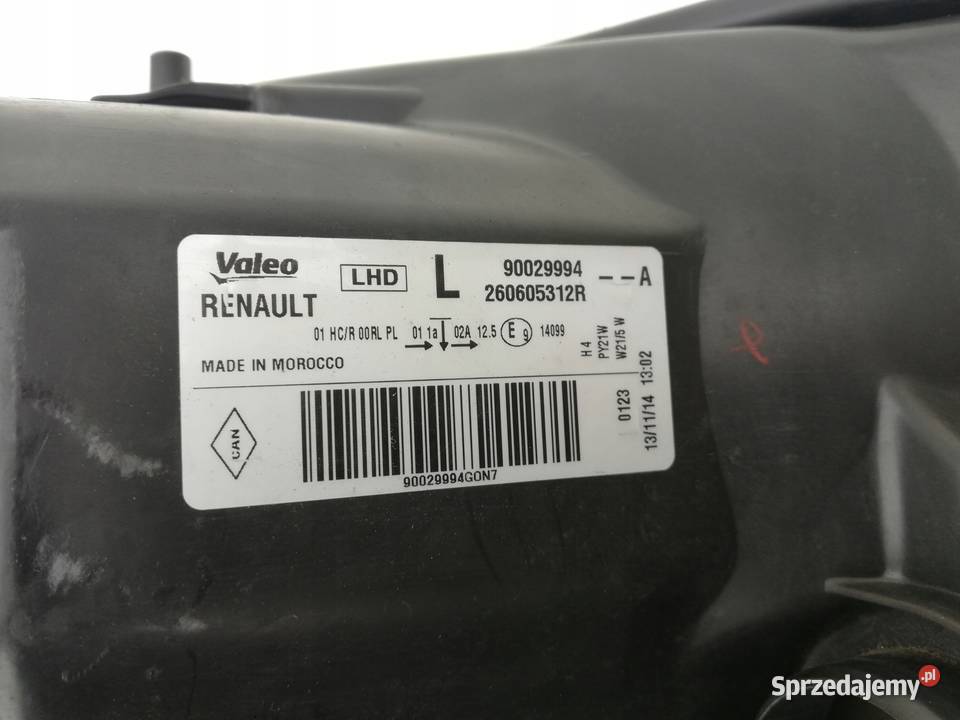 Valeo LHD L 90029994 --A
RENAULT 260605312R
01 HC/R 00RL PL 01 1a 02A 12.5 E9 14099
H4
PY21W
W21/5 W
MADE IN MOROCCO
CAN
0123
13/11/14 13:02
90029994G0N7
Sprzedajemy.pl